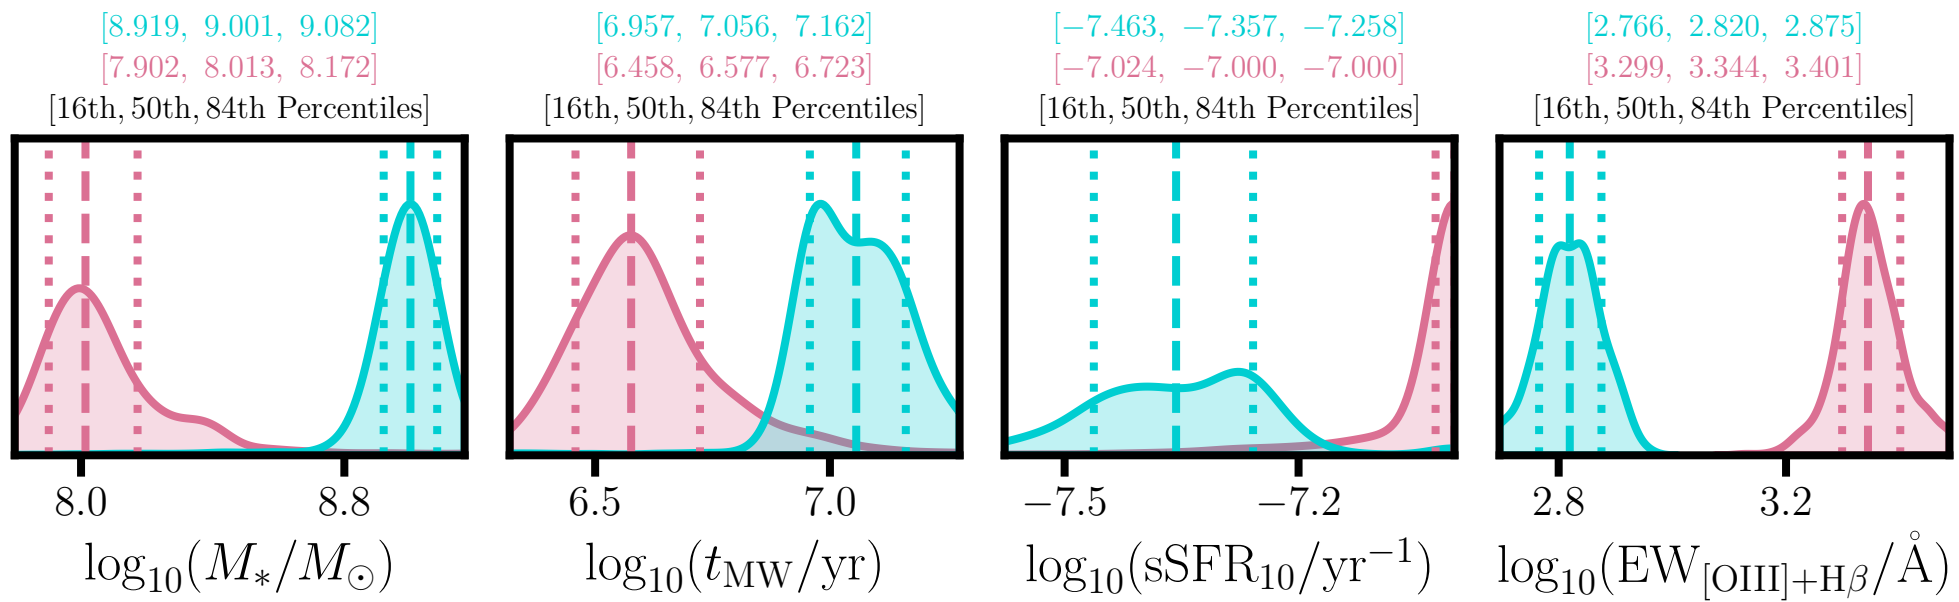 [8.919, 9.001, 9.082]
[7.902, 8.013, 8.172]
[16th, 50th, 84th Percentiles]
8.0 8.8
log₁₀(M_*/M_⊙)
[6.957, 7.056, 7.162]
[6.458, 6.577, 6.723]
[16th, 50th, 84th Percentiles]
6.5 7.0
log₁₀(t_MW/yr)
[−7.463, −7.357, −7.258]
[−7.024, −7.000, −7.000]
[16th, 50th, 84th Percentiles]
−7.5 −7.2
log₁₀(sSFR₁₀/yr⁻¹)
[2.766, 2.820, 2.875]
[3.299, 3.344, 3.401]
[16th, 50th, 84th Percentiles]
2.8 3.2
log₁₀(EW_[OIII]+Hβ/Å)